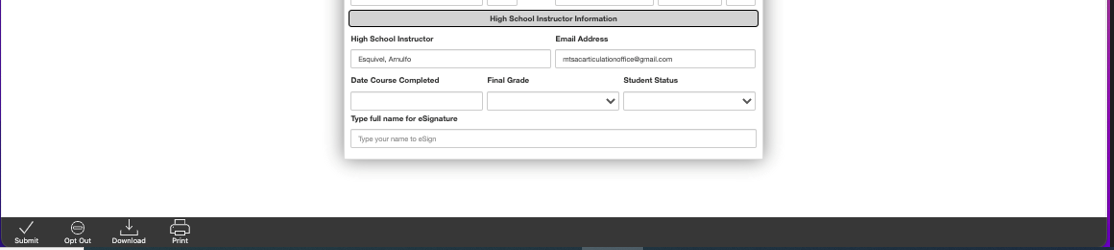 High School Instructor Information
High School Instructor Email Address
Esquivel, Arnulfo mtsacarticulationoffice@gmail.com
Date Course Completed Final Grade Student Status
Type full name for eSignature
Type your name to eSign
Submit Opt Out Download Print